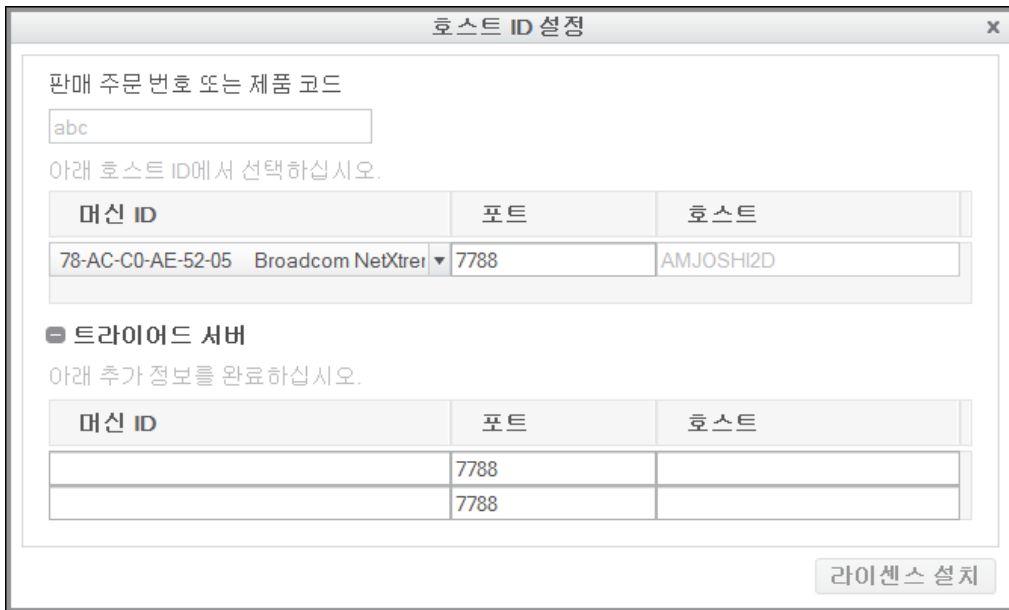 호스트 ID 설정 x
판매 주문 번호 또는 제품 코드
abc
아래 호스트 ID에서 선택하십시오.
머신 ID 포트 호스트
78-AC-C0-AE-52-05 Broadcom NetXtrer 7788 AMJOSHI2D
트라이어드 서버
아래 추가 정보를 완료하십시오.
머신 ID 포트 호스트
7788
7788
라이센스 설치